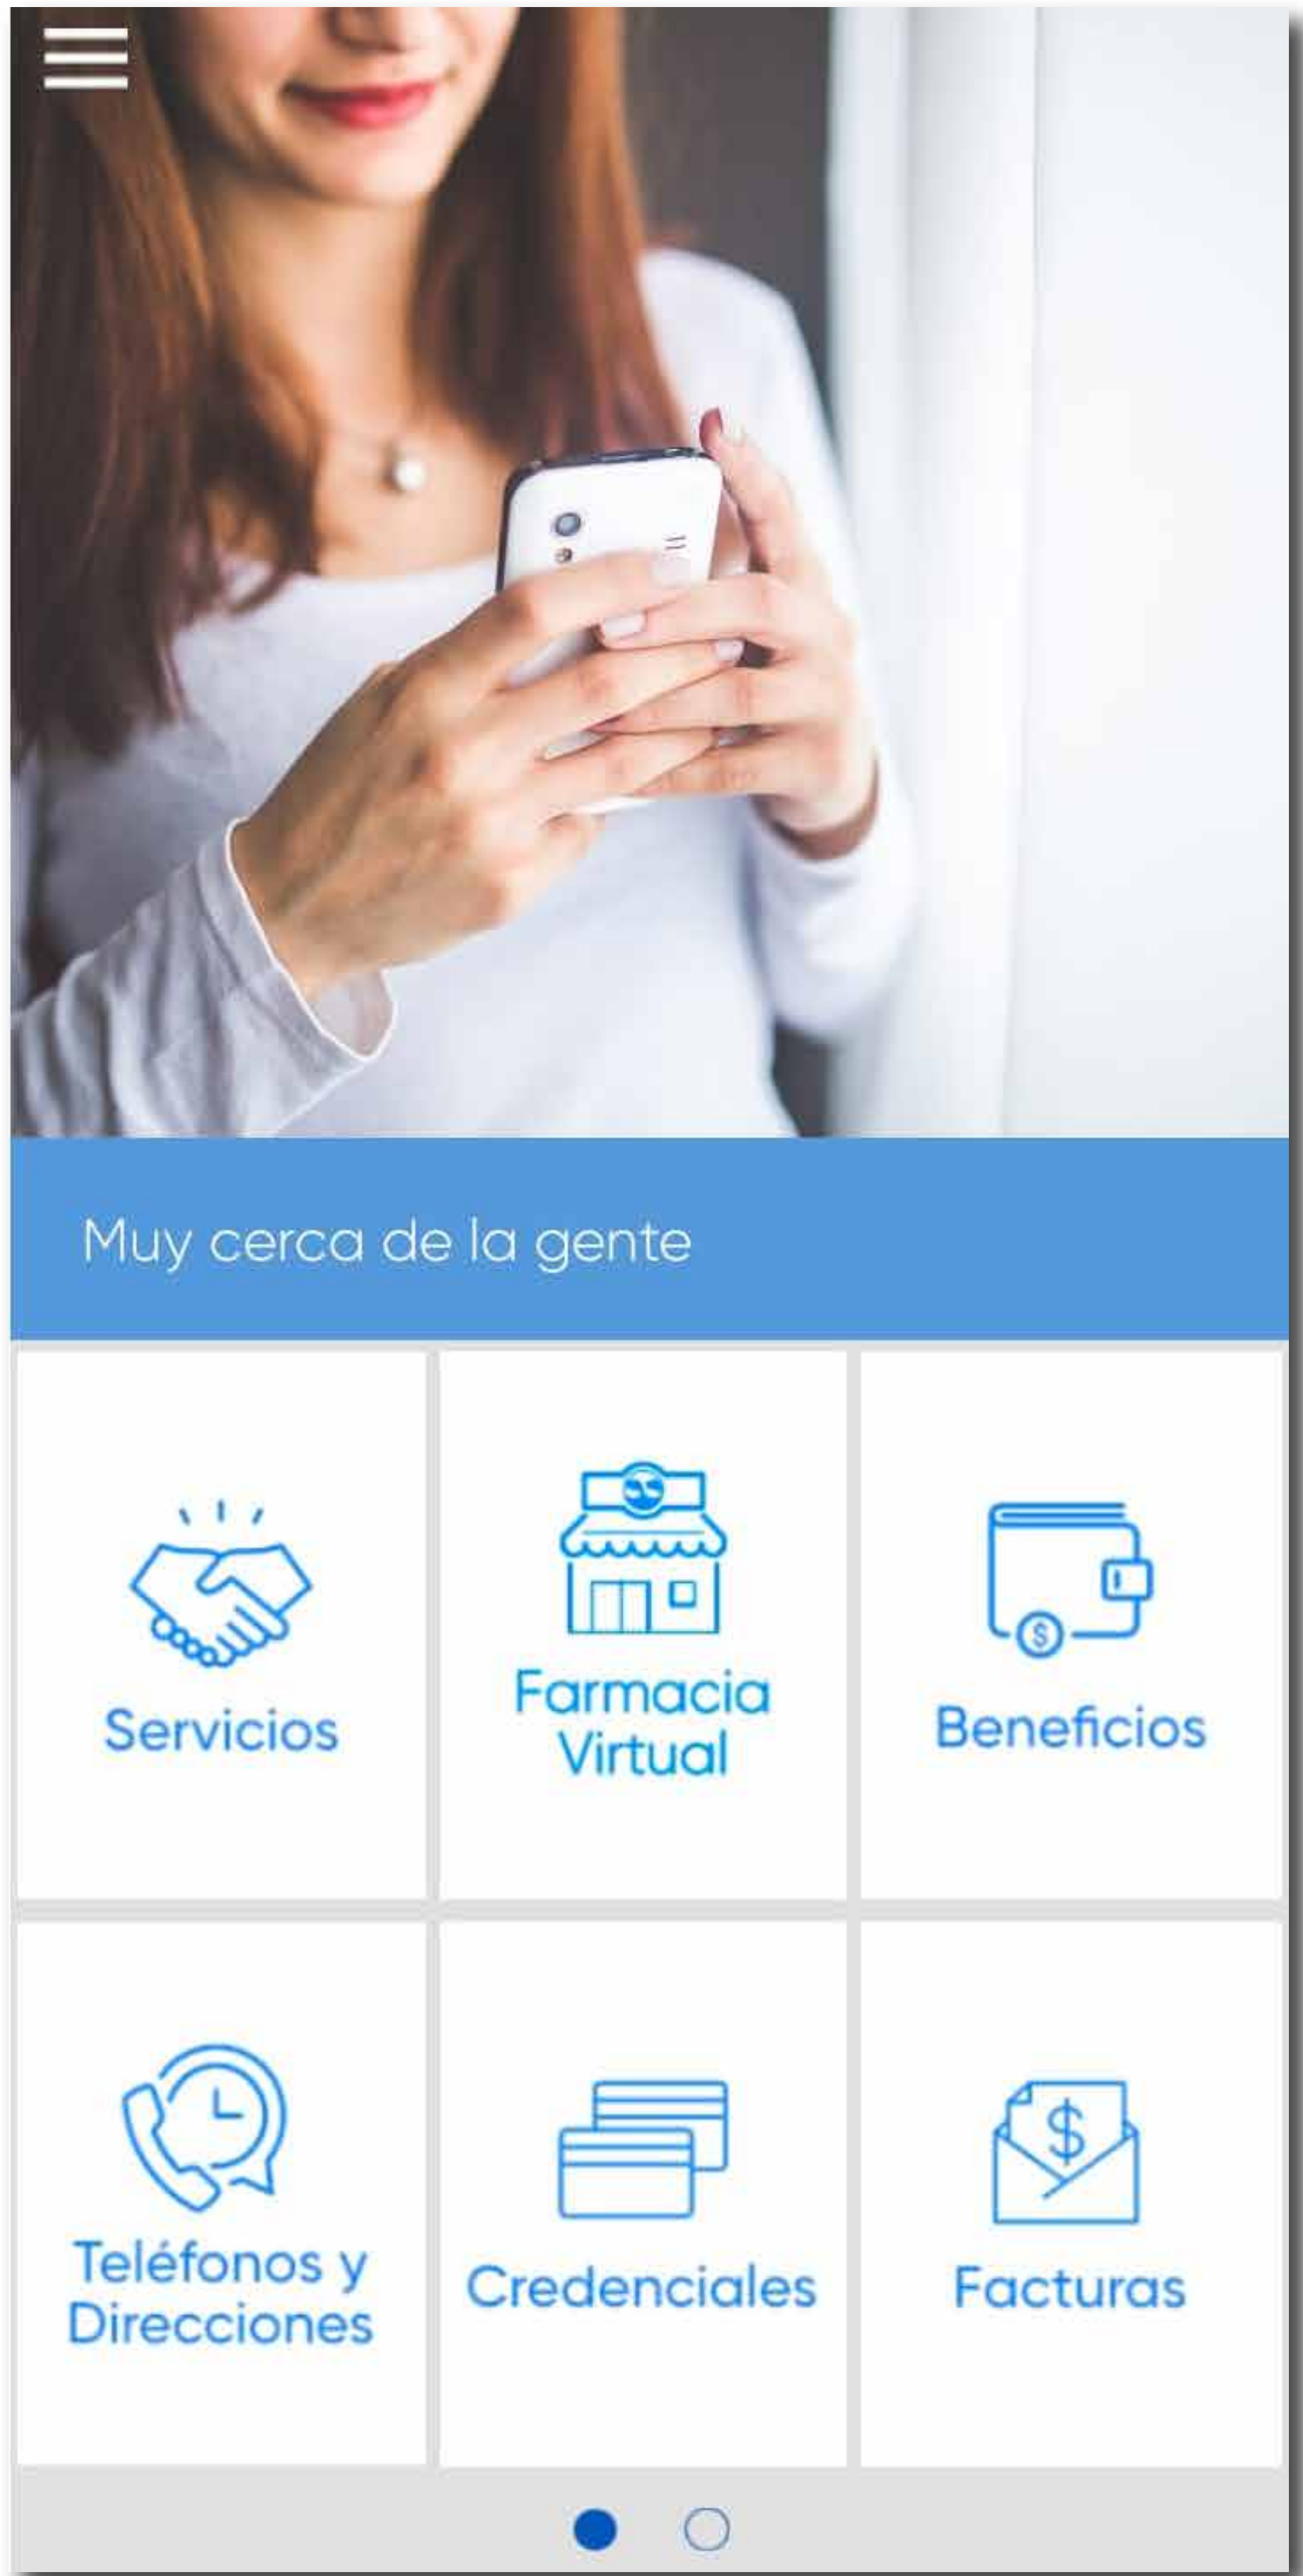 Muy cerca de la gente
Servicios
Farmacia
Virtual
Beneficios
Teléfonos y
Direcciones
Credenciales
Facturas